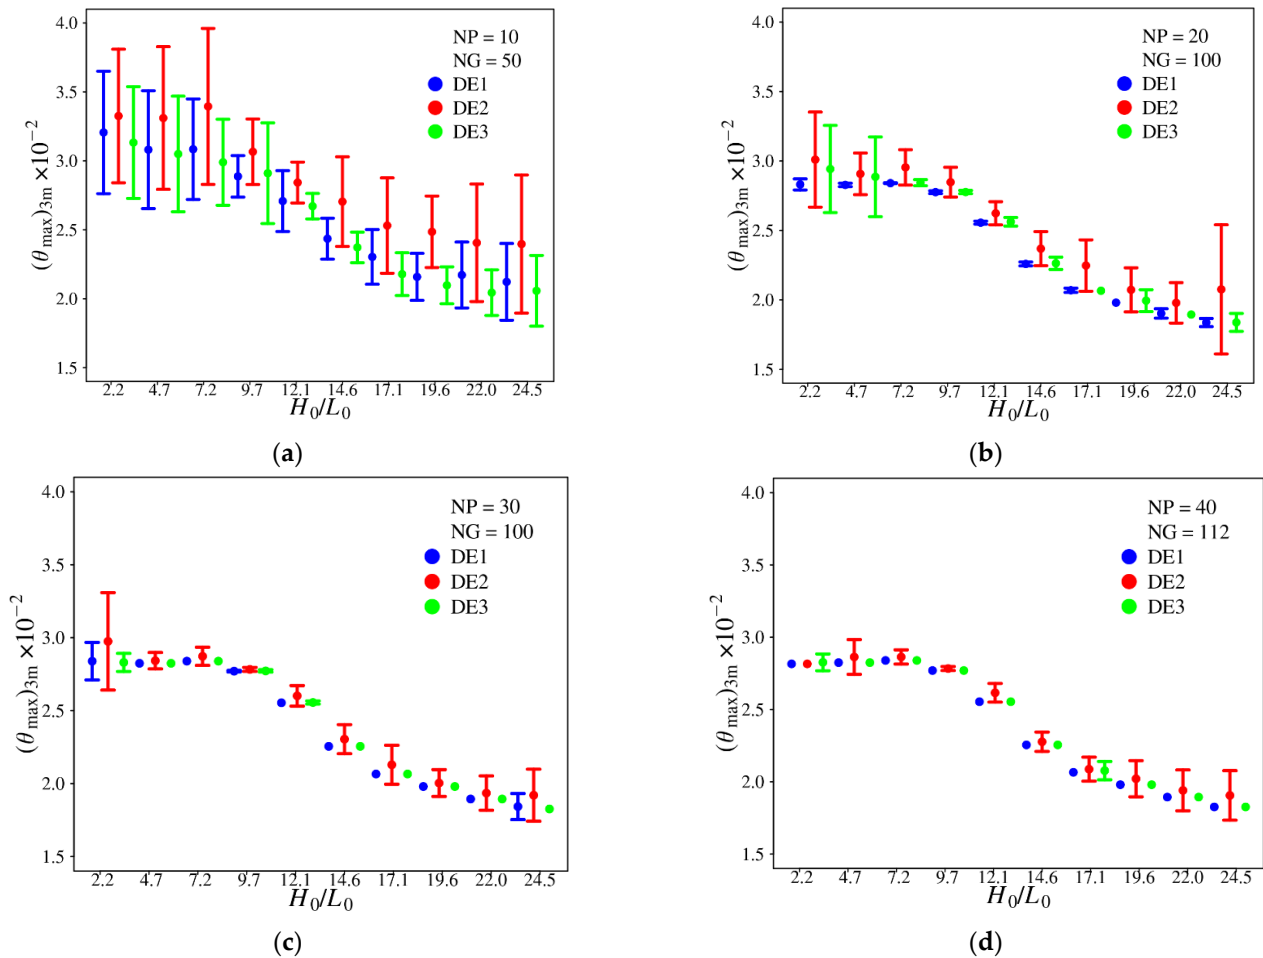 4.0
3.5
3.0
2.5
2.0
1.5
(θmax)3m ×10−2
NP = 10
NG = 50
DE1
DE2
DE3
2.2 4.7 7.2 9.7 12.1 14.6 17.1 19.6 22.0 24.5
H0/L0
(a)
4.0
3.5
3.0
2.5
2.0
1.5
(θmax)3m ×10−2
NP = 20
NG = 100
DE1
DE2
DE3
2.2 4.7 7.2 9.7 12.1 14.6 17.1 19.6 22.0 24.5
H0/L0
(b)
4.0
3.5
3.0
2.5
2.0
1.5
(θmax)3m ×10−2
NP = 30
NG = 100
DE1
DE2
DE3
2.2 4.7 7.2 9.7 12.1 14.6 17.1 19.6 22.0 24.5
H0/L0
(c)
4.0
3.5
3.0
2.5
2.0
1.5
(θmax)3m ×10−2
NP = 40
NG = 112
DE1
DE2
DE3
2.2 4.7 7.2 9.7 12.1 14.6 17.1 19.6 22.0 24.5
H0/L0
(d)